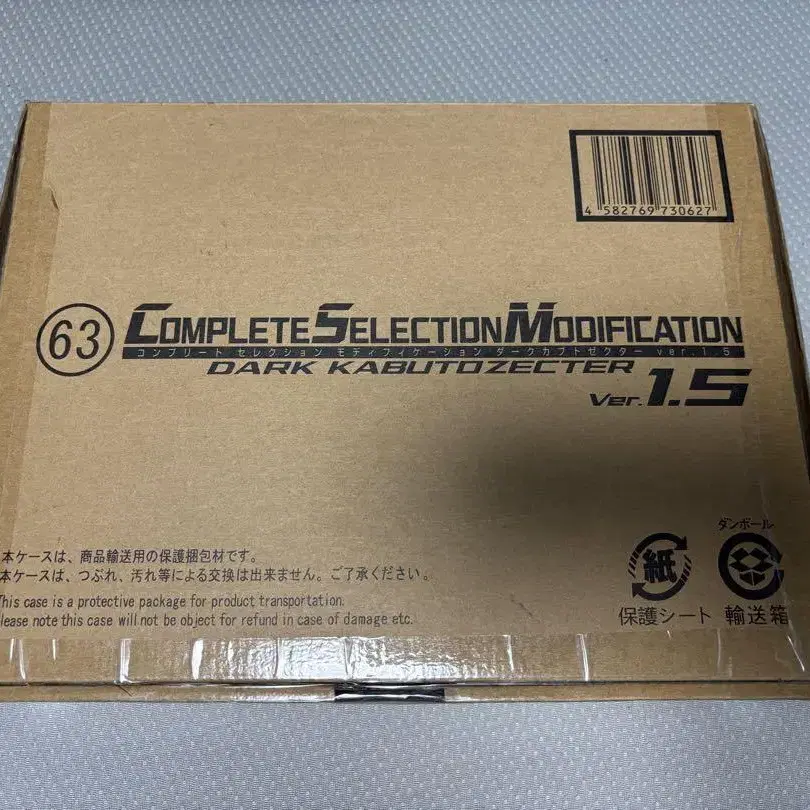 4 582769 730627
63 COMPLETE SELECTION MODIFICATION
コンプリート セレクション モディフィケーション ダークカブトゼクター ver.1.5
DARK KABUTOZECTER
Ver. 1.5
本ケースは、商品輸送用の保護梱包材です。
本ケースは、つぶれ、汚れ等による交換は出来ません。ご了承ください。
This case is a protective package for product transportation.
lease note this case will not be object for refund in case of damage etc.
紙
保護シート
ダンボール
輸送箱